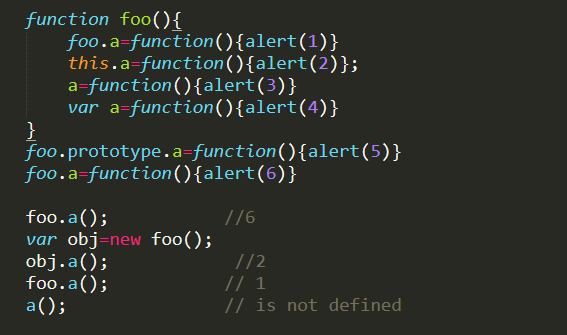 function foo(){
    foo.a=function(){alert(1)}
    this.a=function(){alert(2)};
    a=function(){alert(3)}
    var a=function(){alert(4)}
}
foo.prototype.a=function(){alert(5)}
foo.a=function(){alert(6)}

foo.a();           //6
var obj=new foo();
obj.a();            //2
foo.a();           // 1
a();               // is not defined